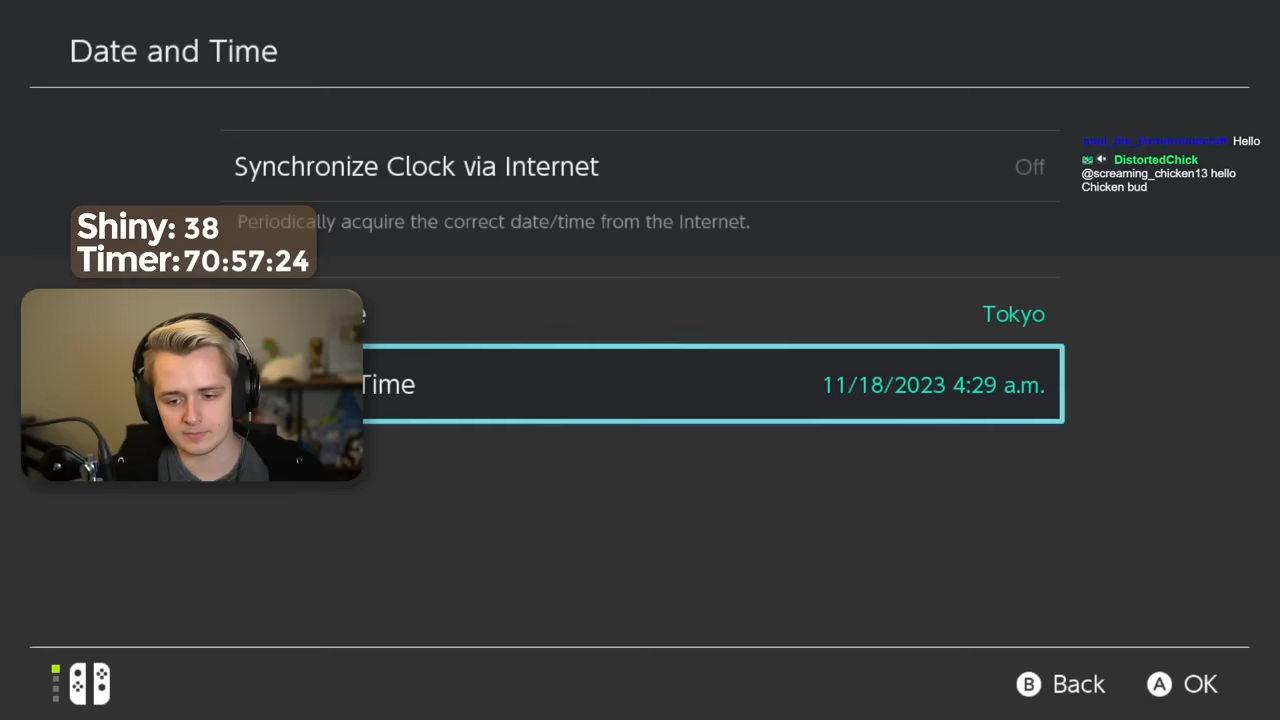 Date and Time
Synchronize Clock via Internet Off
Periodically acquire the correct date/time from the Internet.
Hello
DistortedChick
@screaming_chicken13 hello
Chicken bud
Shiny: 38
Timer: 70:57:24
e Tokyo
Time 11/18/2023 4:29 a.m.
B Back A OK